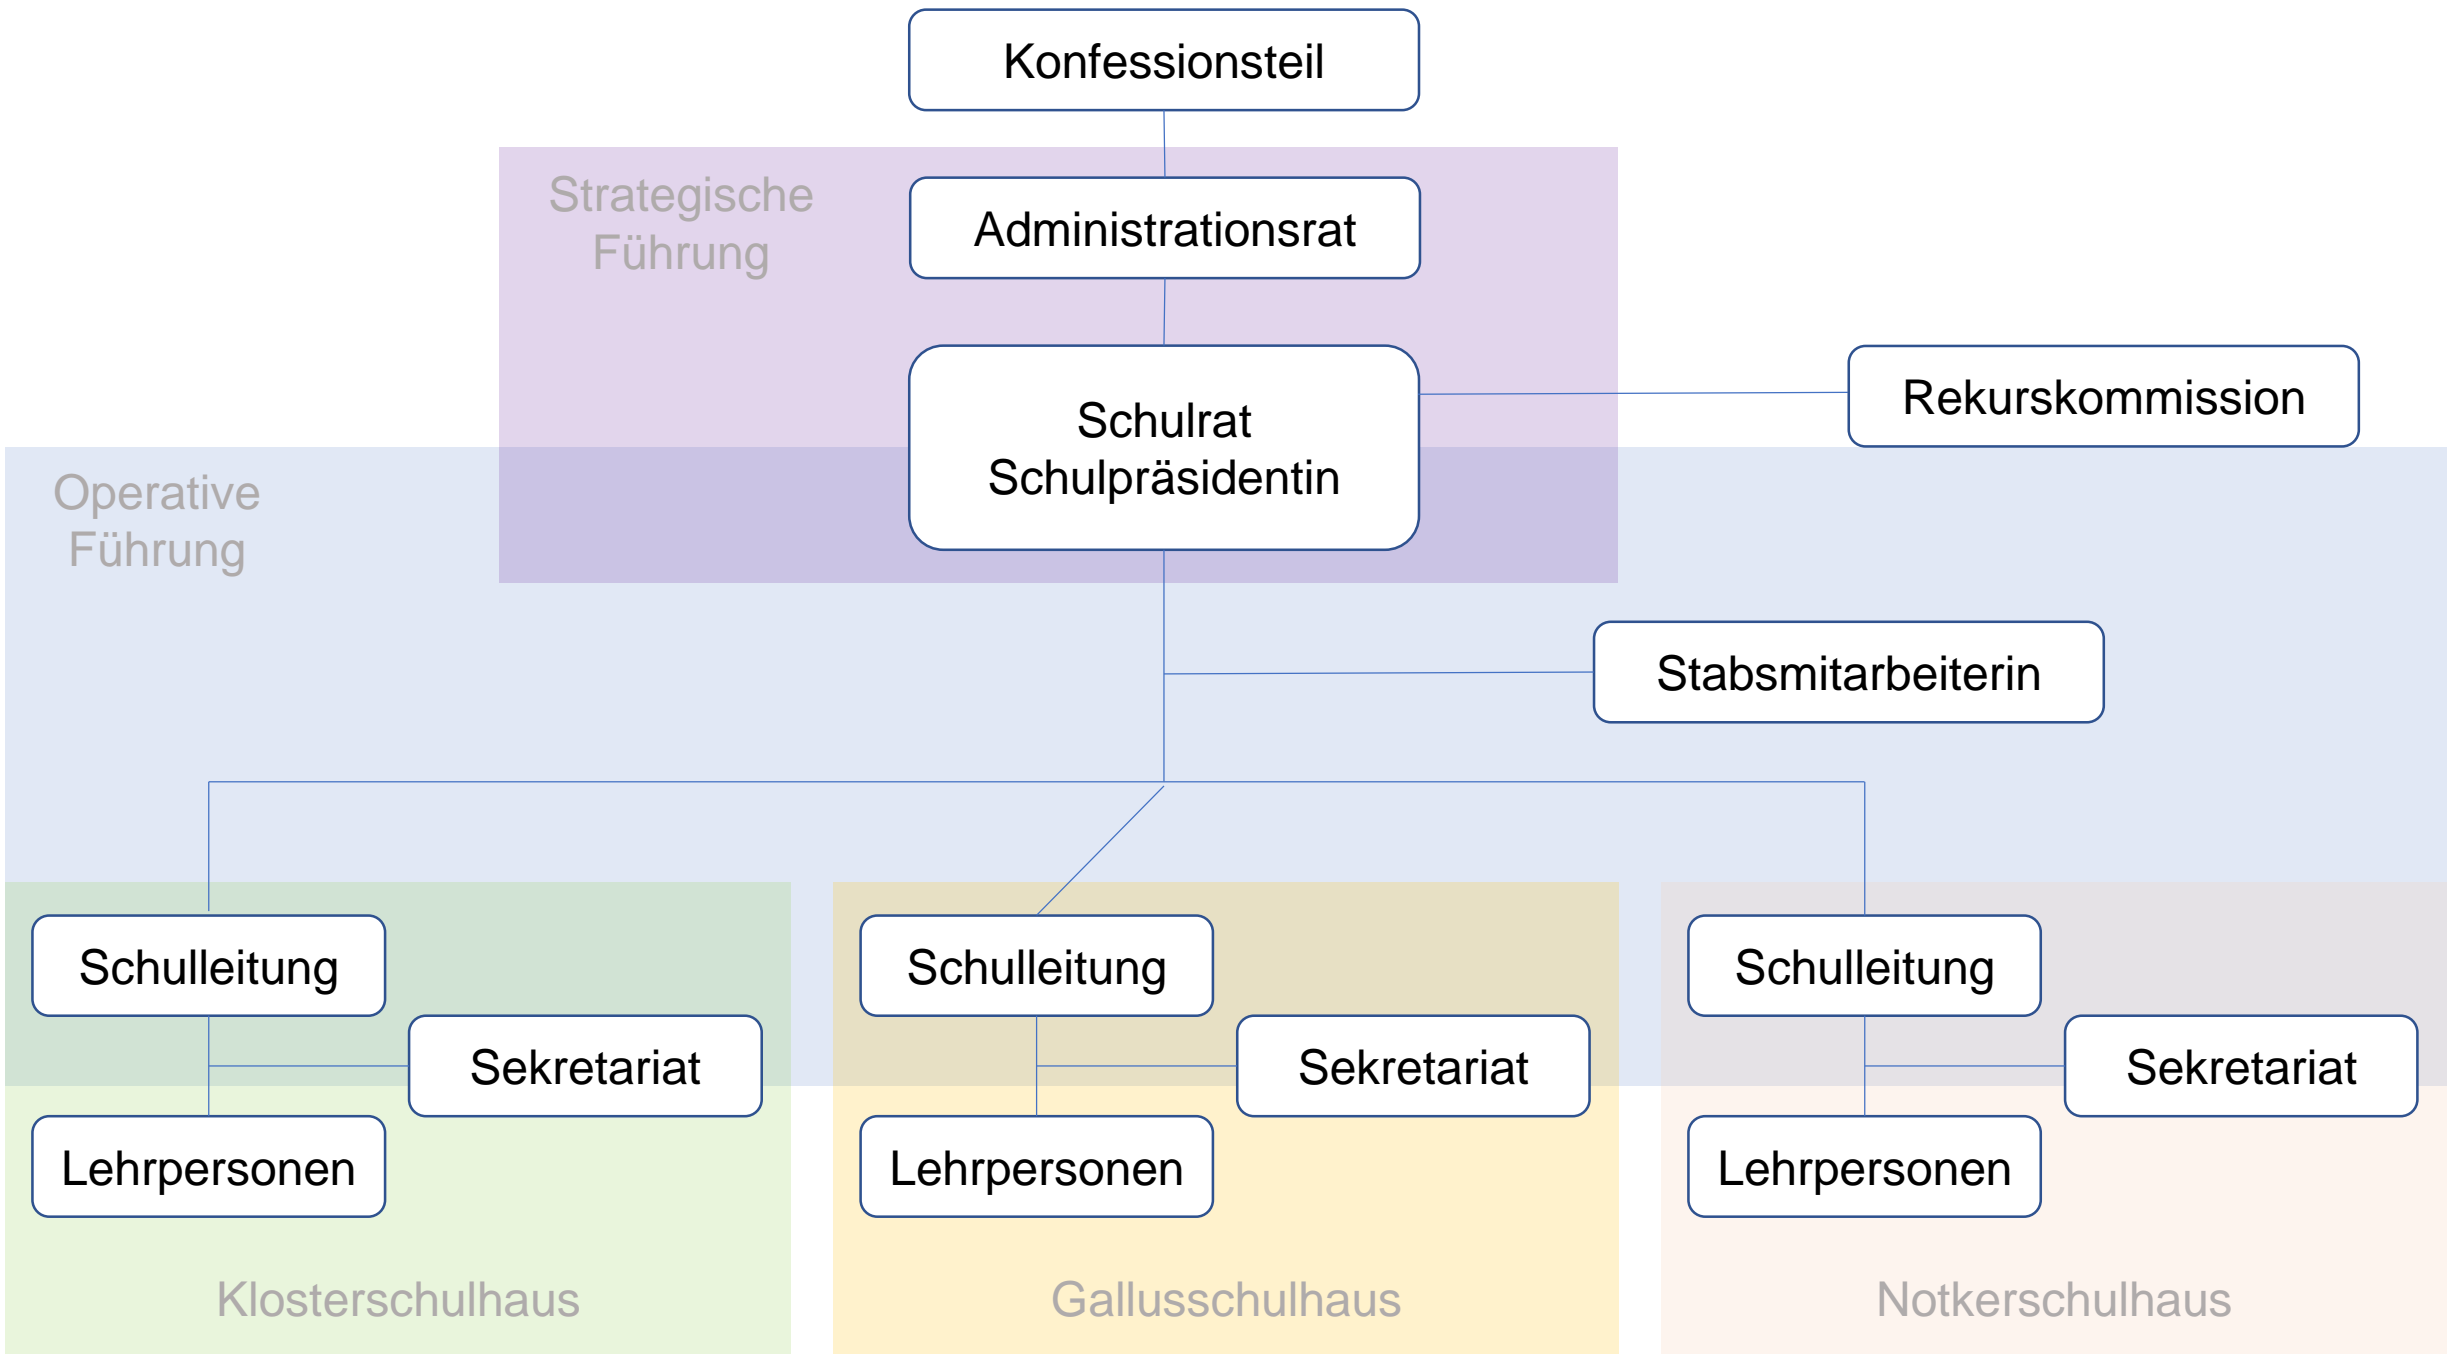 Konfessionsteil
Strategische
Führung
Administrationsrat
Schulrat
Schulpräsidentin
Rekurskommission
Operative
Führung
Stabsmitarbeiterin
Schulleitung
Sekretariat
Lehrpersonen
Klosterschulhaus
Schulleitung
Sekretariat
Lehrpersonen
Gallusschulhaus
Schulleitung
Sekretariat
Lehrpersonen
Notkerschulhaus